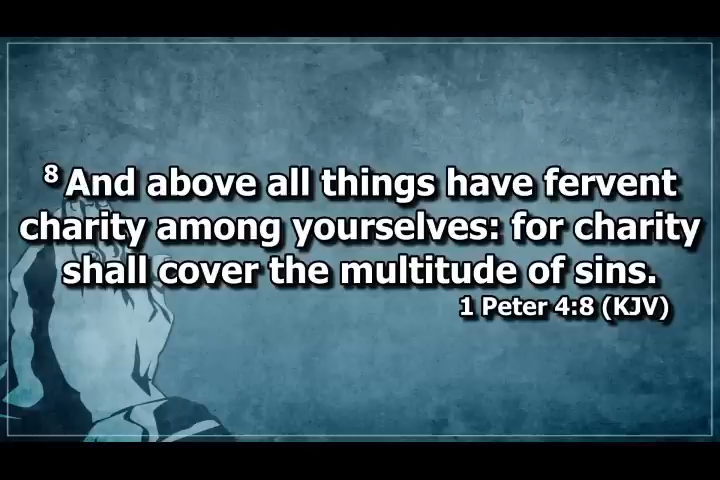 8 And above all things have fervent
charity among yourselves: for charity
shall cover the multitude of sins.
1 Peter 4:8 (KJV)